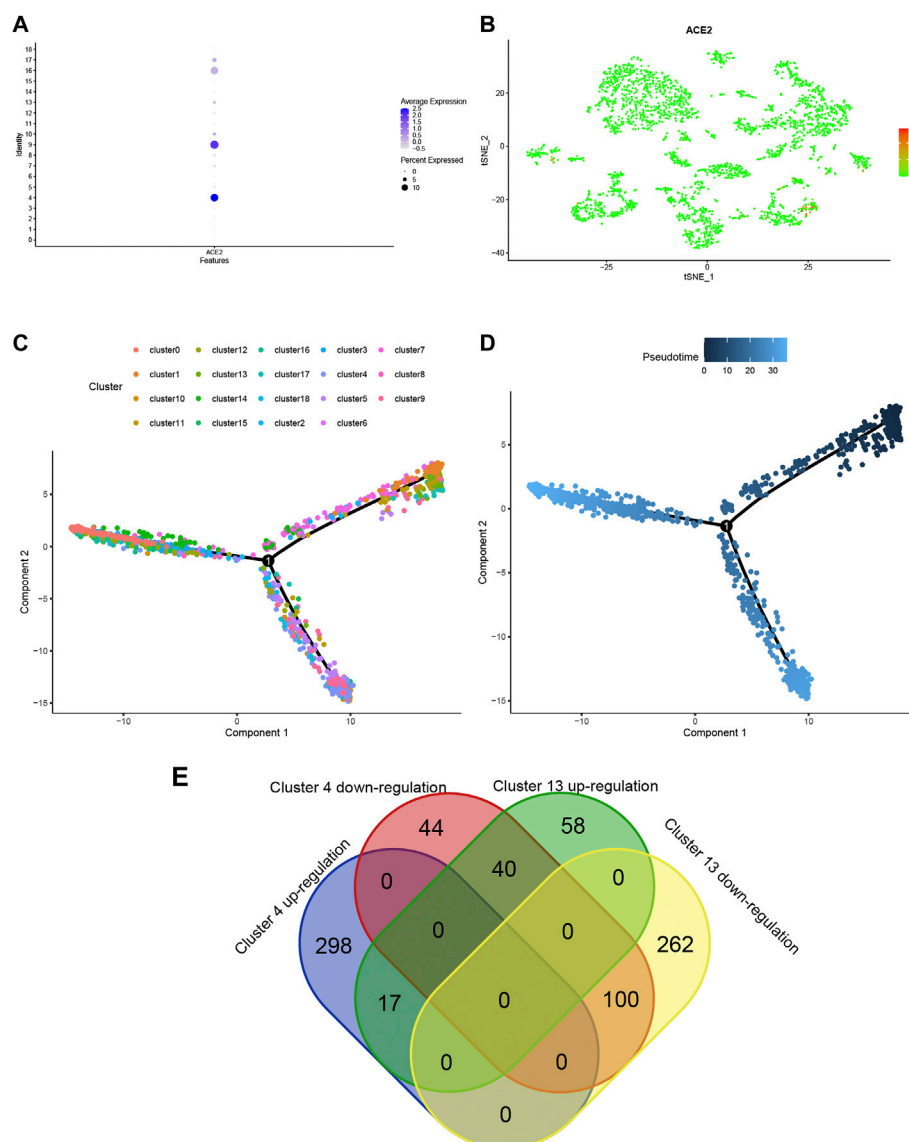 A
18
17
16
15
14
13
12
11
10
9
8
7
6
5
4
3
2
1
0
Identity
ACE2
Features
Average Expression
2.5
2.0
1.5
1.0
0.5
0.0
−0.5
Percent Expressed
0
5
10
B
ACE2
20
0
−20
−40
tSNE_2
−25
0
25
tSNE_1
C
Cluster
cluster0
cluster12
cluster16
cluster3
cluster7
cluster1
cluster13
cluster17
cluster4
cluster8
cluster10
cluster14
cluster18
cluster5
cluster9
cluster11
cluster15
cluster2
cluster6
5
0
−5
−10
−15
Component 2
1
−10
0
10
Component 1
D
Pseudotime
0 10 20 30
5
0
−5
−10
−15
Component 2
1
−10
0
10
Component 1
E
Cluster 4 down-regulation
Cluster 13 up-regulation
Cluster 4 up-regulation
Cluster 13 down-regulation
44
58
0
40
0
298
0
0
262
17
0
100
0
0
0